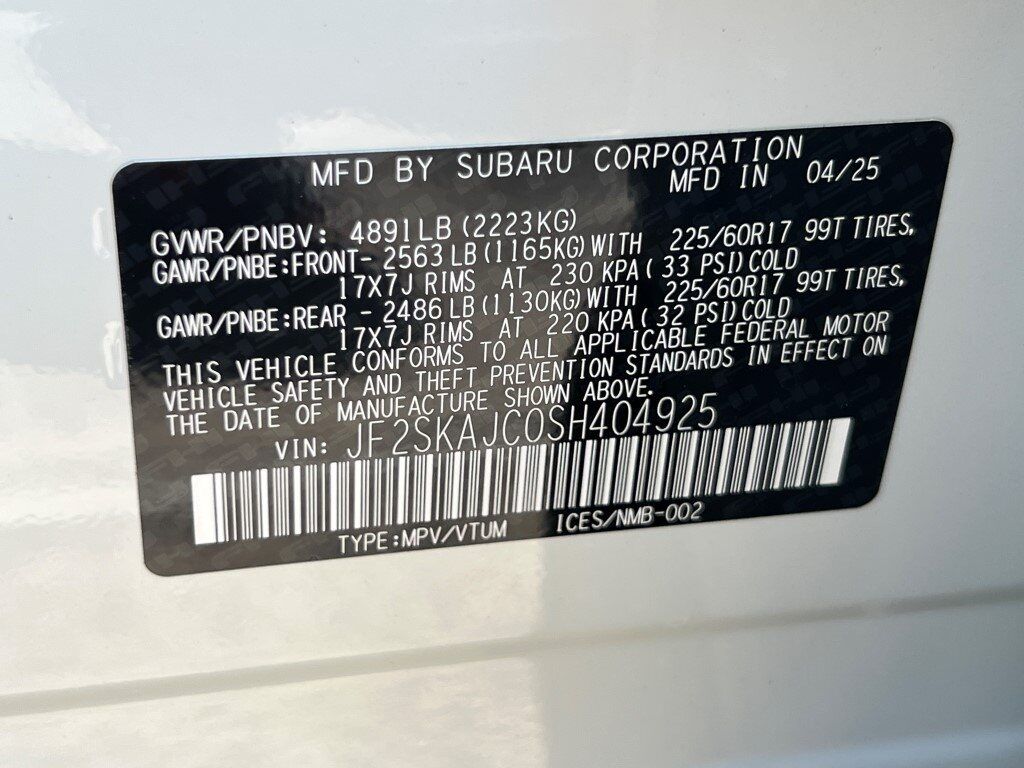 MFD BY SUBARU CORPORATION
MFD IN 04/25
GVWR/PNBV: 4891LB(2223KG)
GAWR/PNBE:FRONT- 2563LB(1165KG)WITH 225/60R17 99T TIRES,
17X7J RIMS AT 230 KPA( 33 PSI)COLD
GAWR/PNBE:REAR - 2486LB(1130KG)WITH 225/60R17 99T TIRES,
17X7J RIMS AT 220 KPA( 32 PSI)COLD
THIS VEHICLE CONFORMS TO ALL APPLICABLE FEDERAL MOTOR
VEHICLE SAFETY AND THEFT PREVENTION STANDARDS IN EFFECT ON
THE DATE OF MANUFACTURE SHOWN ABOVE.
VIN: JF2SKAJC0SH404925
TYPE:MPV/VTUM ICES/NMB-002